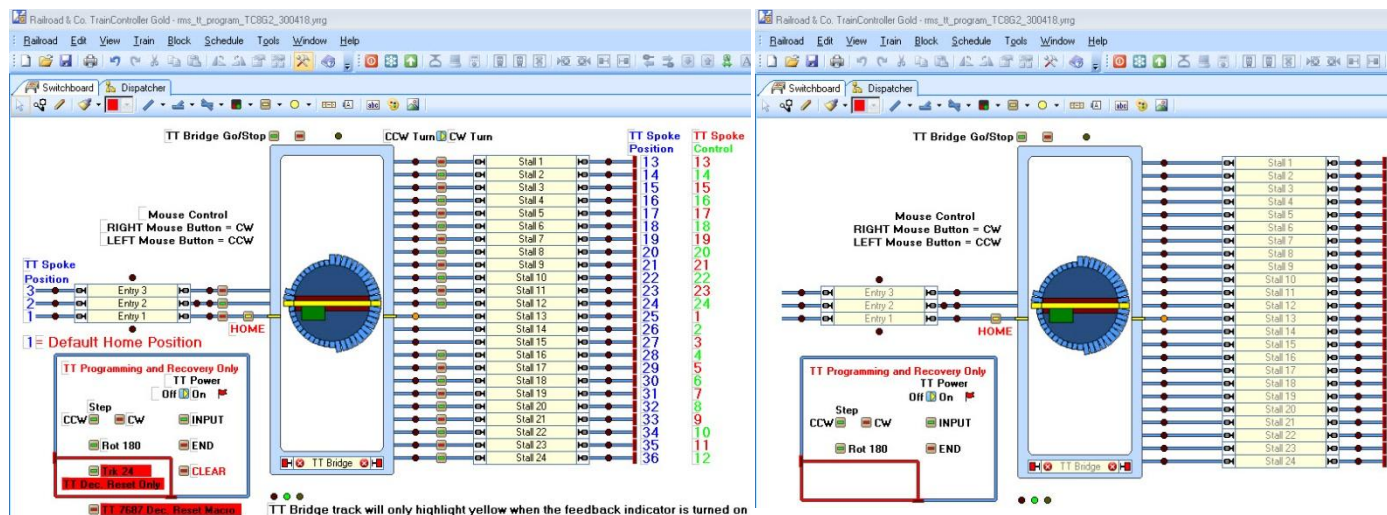 Railroad & Co. TrainController Gold - rms_tt_program_TC8G2_300418.yrrg
Railroad Edit View Train Block Schedule Tools Window Help
Switchboard Dispatcher
TT Bridge Go/Stop CCW Turn CW Turn TT Spoke TT Spoke
Position Control
Stall 1 13 13
Stall 2 14 14
Stall 3 15 15
Stall 4 16 16
Mouse Control Stall 5 17 17
RIGHT Mouse Button = CW Stall 6 18 18
LEFT Mouse Button = CCW Stall 7 19 19
Stall 8 20 20
TT Spoke Stall 9 21 21
Position Stall 10 22 22
3 Entry 3 Stall 11 23 23
2 Entry 2 Stall 12 24 24
1 Entry 1 Stall 13 25 1
HOME Stall 14 26 2
1 = Default Home Position Stall 15 27 3
Stall 16 28 4
TT Programming and Recovery Only Stall 17 29 5
TT Power Stall 18 30 6
Off On Stall 19 31 7
Step Stall 20 32 8
CCW CW INPUT Stall 21 33 9
Stall 22 34 10
Rot 180 END Stall 23 35 11
Stall 24 36 12
Trk 24 CLEAR TT Bridge
TT Dec. Reset Only
TT 7687 Dec. Reset Macro
TT Bridge track will only highlight yellow when the feedback indicator is turned on
Railroad & Co. TrainController Gold - rms_tt_program_TC8G2_300418.yrrg
Railroad Edit View Train Block Schedule Tools Window Help
Switchboard Dispatcher
TT Bridge Go/Stop
Stall 1
Stall 2
Stall 3
Stall 4
Mouse Control Stall 5
RIGHT Mouse Button = CW Stall 6
LEFT Mouse Button = CCW Stall 7
Stall 8
Stall 9
Stall 10
Entry 3 Stall 11
Entry 2 Stall 12
Entry 1 Stall 13
HOME Stall 14
Stall 15
Stall 16
TT Programming and Recovery Only Stall 17
TT Power Stall 18
Off On Stall 19
Step Stall 20
CCW CW INPUT Stall 21
Stall 22
Rot 180 END Stall 23
Stall 24
TT Bridge